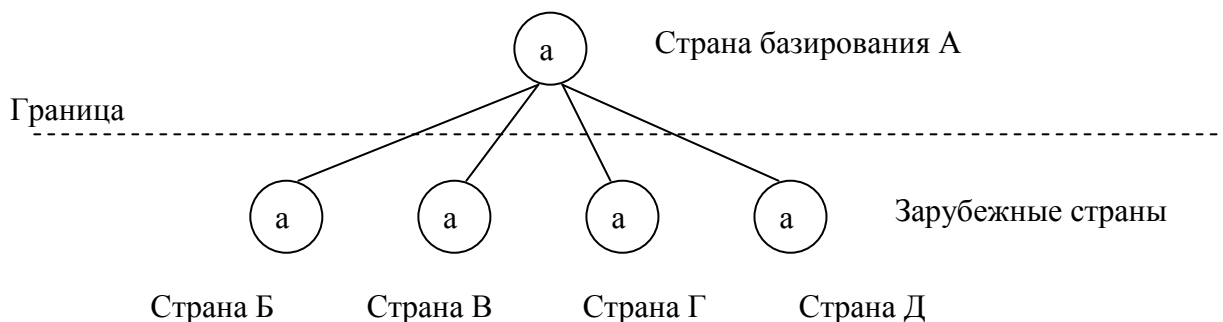 а
Страна базирования А
Граница
а
а
а
а
Зарубежные страны
Страна Б
Страна В
Страна Г
Страна Д